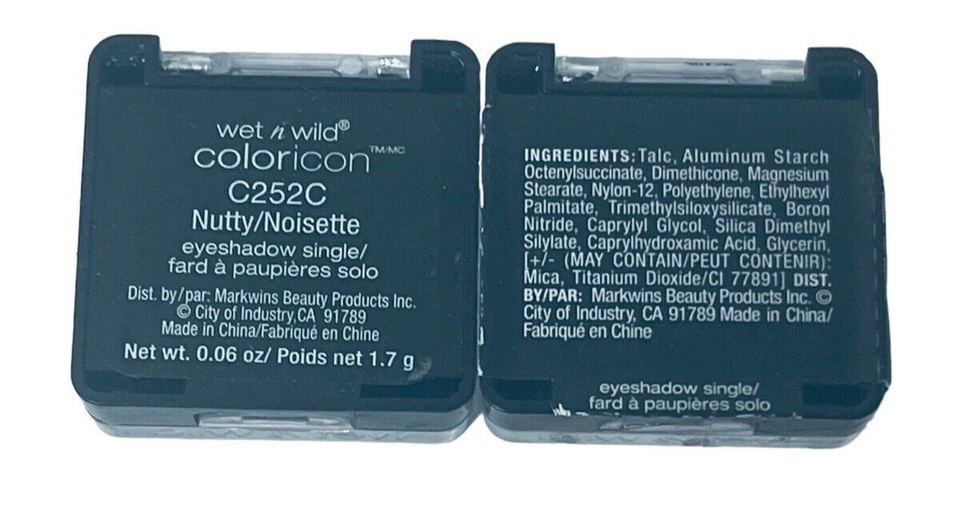 wet n wild®
coloricon™/MC
C252C
Nutty/Noisette
eyeshadow single/
fard à paupières solo
Dist. by/par: Markwins Beauty Products Inc.
© City of Industry,CA 91789
Made in China/Fabriqué en Chine
Net wt. 0.06 oz/ Poids net 1.7 g
INGREDIENTS: Talc, Aluminum Starch
Octenylsuccinate, Dimethicone, Magnesium
Stearate, Nylon-12, Polyethylene, Ethylhexyl
Palmitate, Trimethylsiloxysilicate, Boron
Nitride, Caprylyl Glycol, Silica Dimethyl
Silylate, Caprylhydroxamic Acid, Glycerin,
[+/- (MAY CONTAIN/PEUT CONTENIR):
Mica, Titanium Dioxide/CI 77891] DIST.
BY/PAR: Markwins Beauty Products Inc. ©
City of Industry, CA 91789 Made in China/
Fabriqué en Chine
eyeshadow single/
fard à paupières solo